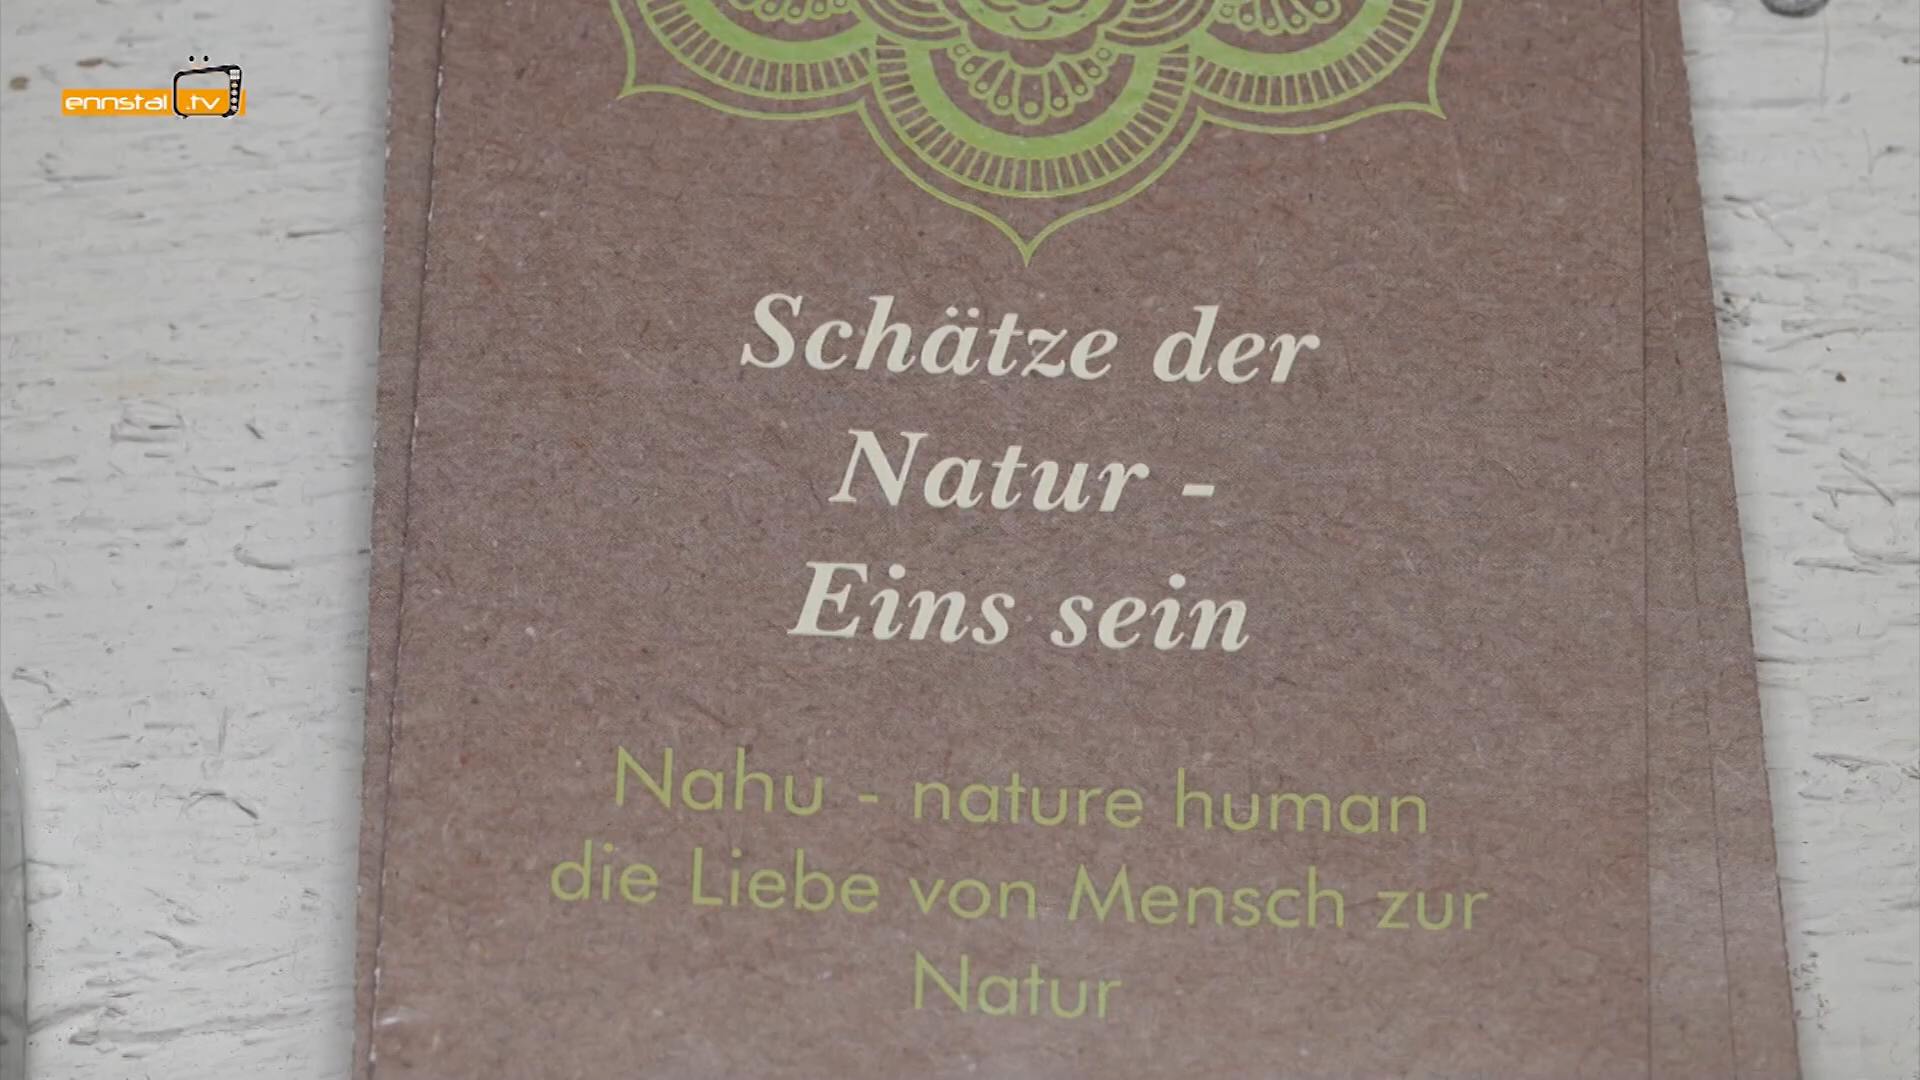 ennstal .tv
Schätze der
Natur -
Eins sein
Nahu - nature human
die Liebe von Mensch zur
Natur